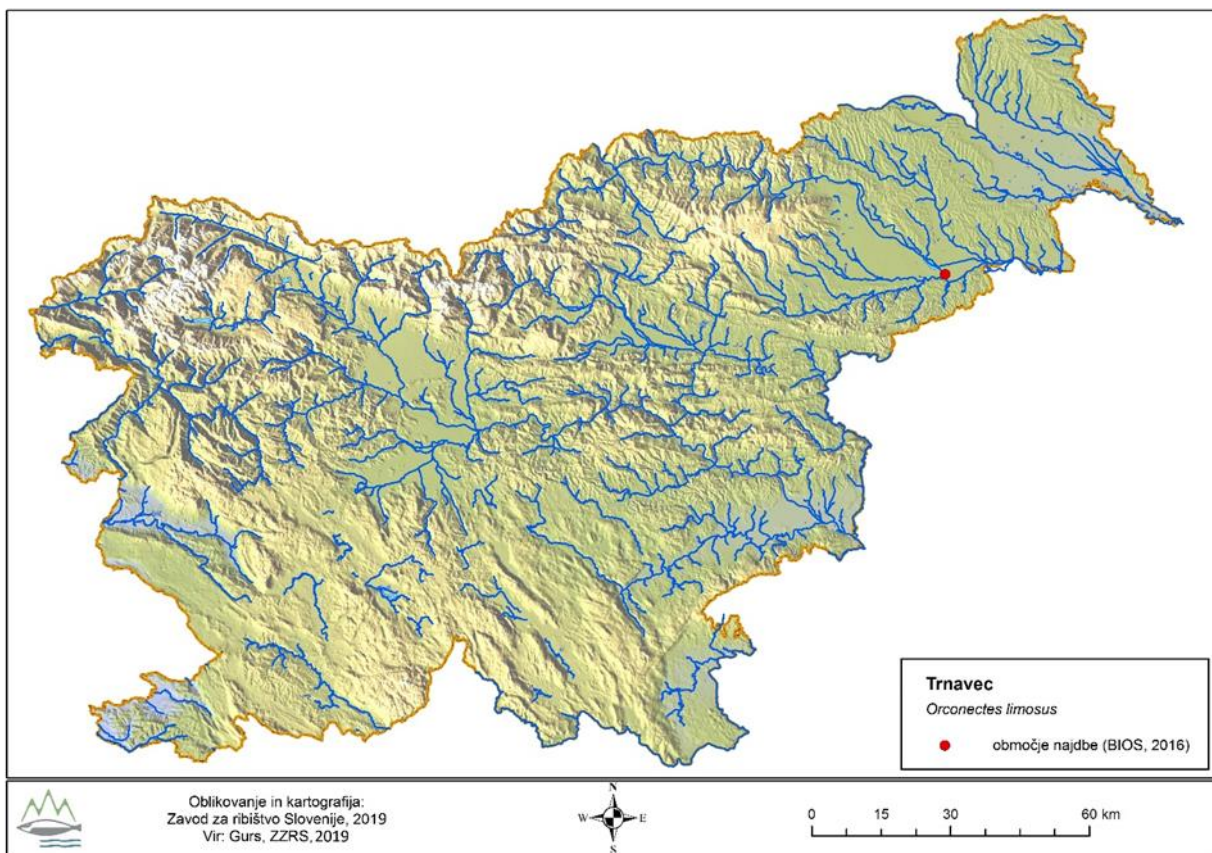 Trnavec
Orconectes limosus
območje najdbe (BIOS, 2016)
Oblikovanje in kartografija:
Zavod za ribištvo Slovenije, 2019
Vir: Gurs, ZZRS, 2019
N
W E
S
0 15 30 60 km